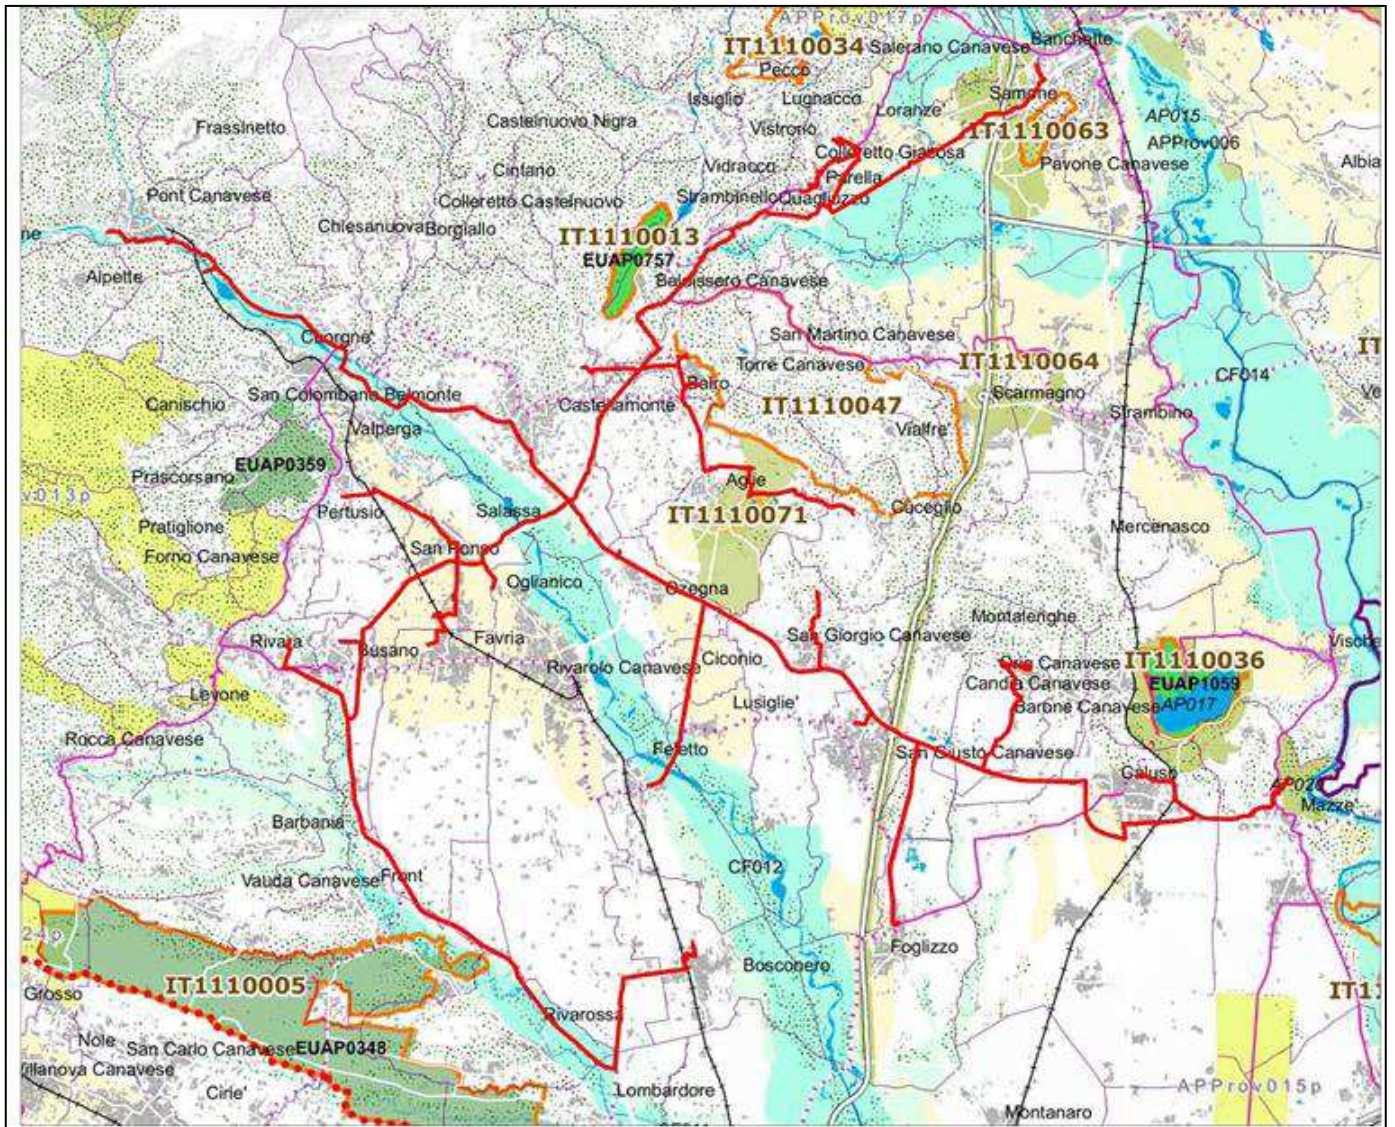 APProv017p
IT1110034
Salerano Canavese
Banchette
Pecco
Issiglio
Lugnacco
Samone
Loranze'
AP015
Frassinetto
Castelnuovo Nigra
Vistrorio
IT1110063
APProv006
Colleretto Giacosa
Pavone Canavese
Albia
Cintano
Vidracco
Parella
Pont Canavese
Colleretto Castelnuovo
Strambinello
Quagliuzzo
Chiesanuova
Borgiallo
ne
IT1110013
EUAP0757
Alpette
Baldissero Canavese
Cuorgne'
San Martino Canavese
IT
Torre Canavese
IT1110064
CF014
Bairo
San Colombano Belmonte
Scarmagno
Ve
Canischio
Castellamonte
IT1110047
Strambino
Valperga
Vialfre'
EUAP0359
Prascorsano
Aglie
v013p
Pertusio
Salassa
IT1110071
Cuceglio
Pratiglione
Mercenasco
San Ponso
Forno Canavese
Oglianico
Ozegna
Montalenghe
Rivara
Favria
San Giorgio Canavese
Vische
Busano
Rivarolo Canavese
Ciconio
Orio Canavese
IT1110036
Candia Canavese
EUAP1059
Levone
Lusiglie'
Barone Canavese
AP017
Rocca Canavese
Feletto
San Giusto Canavese
Caluso
Mazze'
Barbania
CF012
Vauda Canavese
Front
Foglizzo
Bosconero
IT1110005
Grosso
IT11
Rivarossa
Nole
San Carlo Canavese
EUAP0348
Villanova Canavese
Cirie'
Lombardore
APProv015p
Montanaro